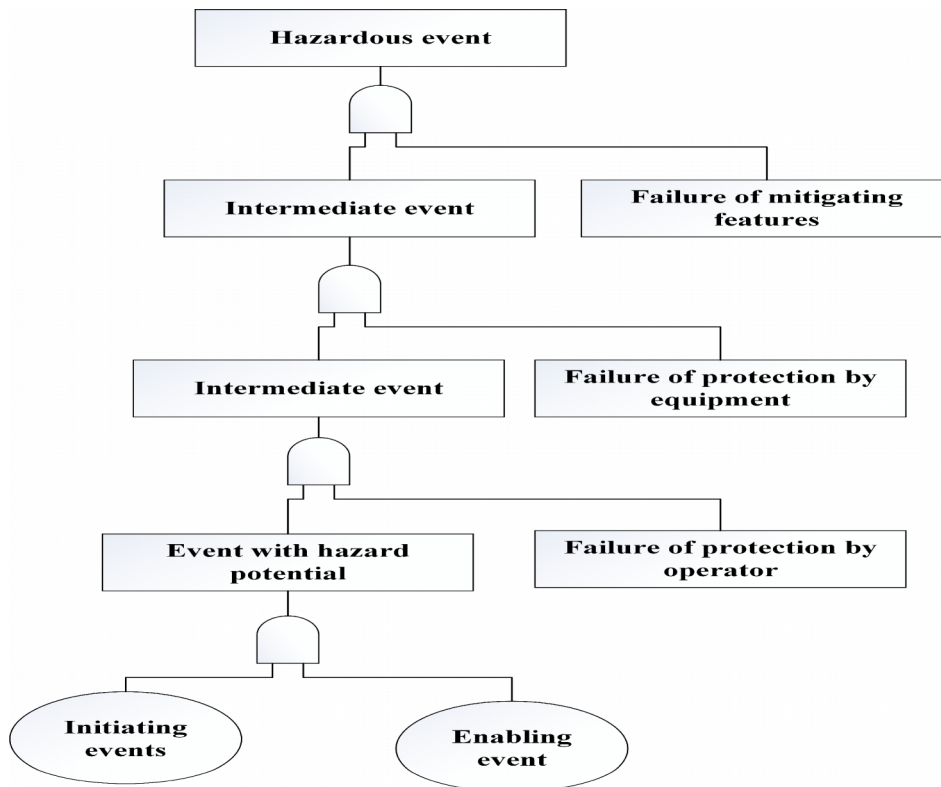 Hazardous event
Intermediate event
Failure of mitigating
features
Intermediate event
Failure of protection by
equipment
Event with hazard
potential
Failure of protection by
operator
Initiating
events
Enabling
event